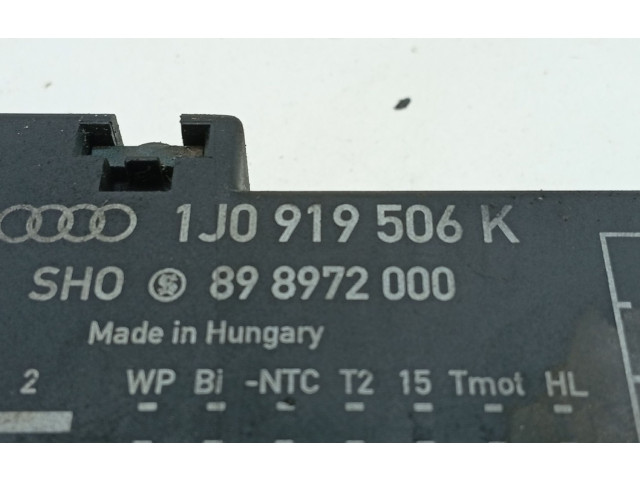 1J0 919 506 K
SHO 89 8972 000
Made in Hungary
2 WP Bi -NTC T2 15 Tmot HL